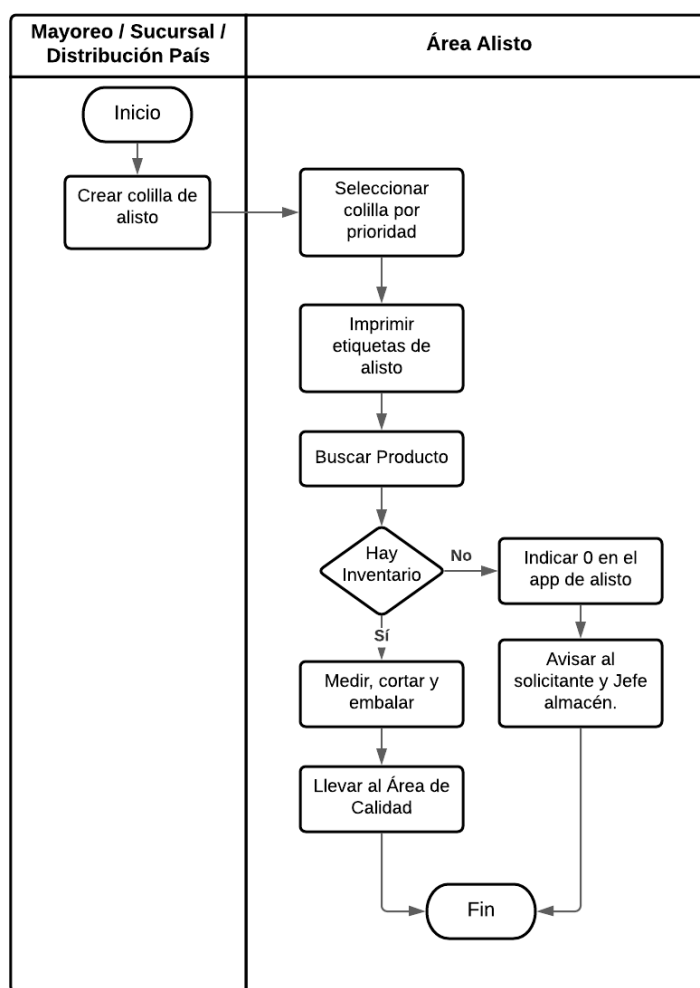 Mayoreo / Sucursal /
Distribución País
Área Alisto
Inicio
Crear colilla de
alisto
Seleccionar
colilla por
prioridad
Imprimir
etiquetas de
alisto
Buscar Producto
Hay
Inventario
No
Indicar 0 en el
app de alisto
Sí
Avisar al
solicitante y Jefe
almacén.
Medir, cortar y
embalar
Llevar al Área de
Calidad
Fin